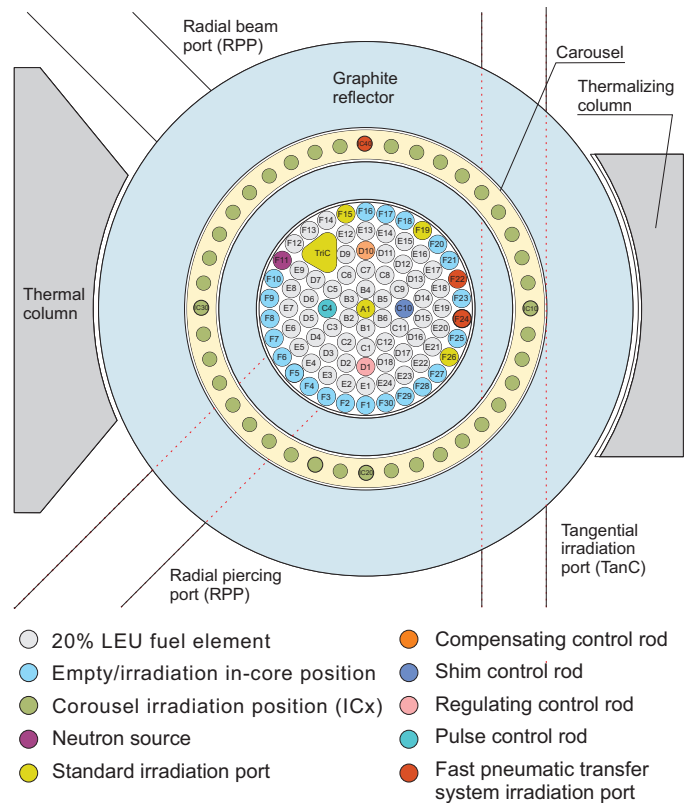 Radial beam
port (RPP)
Carousel
Graphite
reflector
Thermalizing
column
IC40
F16
F15
F17
F14
F18
F13
E13
E12
E14
F19
F12
E15
F20
TriC
D9
D10
D11
E16
F11
D12
F21
E9
C7
E17
F22
F10
D7
C6
C8
D13
E8
B4
C9
E18
F9
D6
C5
B3
B5
D14
F23
Thermal
column
IC30
E7
D5
C4
A1
C10
E19
IC10
F8
B2
B6
D15
F24
E6
C3
B1
C11
E20
D4
C2
C12
D16
F7
C1
F25
E5
D3
D17
E21
F6
D2
D18
E22
F26
E4
D1
F5
E3
E23
F27
E2
E24
F4
E1
F28
F3
F29
F2
F1
F30
IC20
Tangential
irradiation
port (TanC)
Radial piercing
port (RPP)
20% LEU fuel element
Empty/irradiation in-core position
Corousel irradiation position (ICx)
Neutron source
Standard irradiation port
Compensating control rod
Shim control rod
Regulating control rod
Pulse control rod
Fast pneumatic transfer
system irradiation port